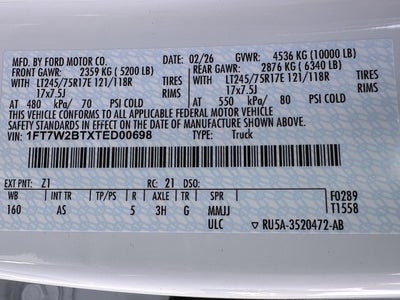 MFD. BY FORD MOTOR CO. 02/26 GVWR: 4536 KG (10000 LB)
FRONT GAWR: 2359 KG (5200 LB) REAR GAWR: 2876 KG (6340 LB)
LT245/75R17E 121/118R TIRES WITH LT245/75R17E 121/118R TIRES
17x7.5J RIMS 17x7.5J RIMS
AT 480 kPa/ 70 PSI COLD AT 550 kPa/ 80 PSI COLD
THIS VEHICLE CONFORMS TO ALL APPLICABLE FEDERAL MOTOR VEHICLE
SAFETY STANDARDS IN EFFECT ON THE DATE OF MANUFACTURE SHOWN ABOVE.
VIN: 1FT7W2BTXTED00698 TYPE: Truck
EXT PNT: Z1 RC: 21 DSO:
WB AS TP/PS R AXLE TR SPRINGS F0289
160 AS 5 3H G MMJJ T1558
ULC RU5A-3520472-AB